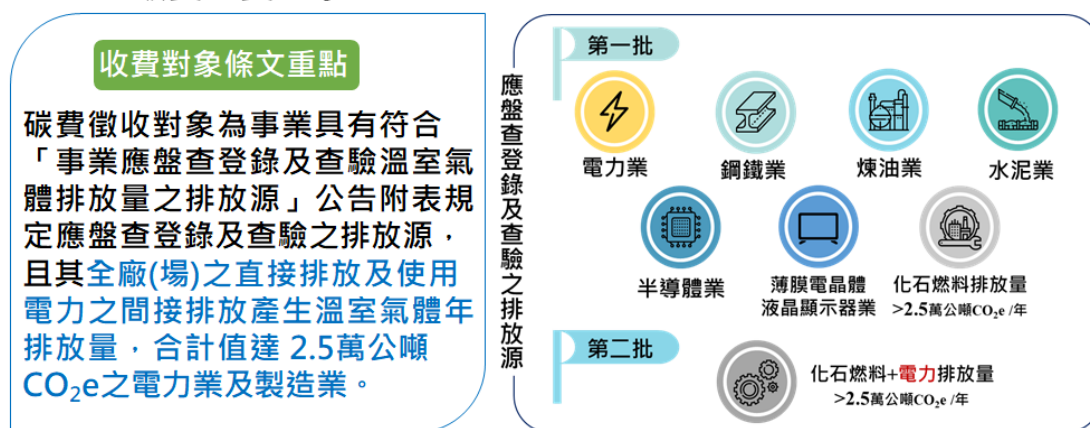 收費對象條文重點
碳費徵收對象為事業具有符合
「事業應盤查登錄及查驗溫室氣
體排放量之排放源」公告附表規
定應盤查登錄及查驗之排放源，
且其全廠(場)之直接排放及使用
電力之間接排放產生溫室氣體年
排放量，合計值達 2.5萬公噸
CO₂e之電力業及製造業。
應盤查登錄及查驗之排放源
第一批
電力業
鋼鐵業
煉油業
水泥業
半導體業
薄膜電晶體
液晶顯示器業
化石燃料排放量
>2.5萬公噸CO₂e /年
第二批
化石燃料+電力排放量
>2.5萬公噸CO₂e /年